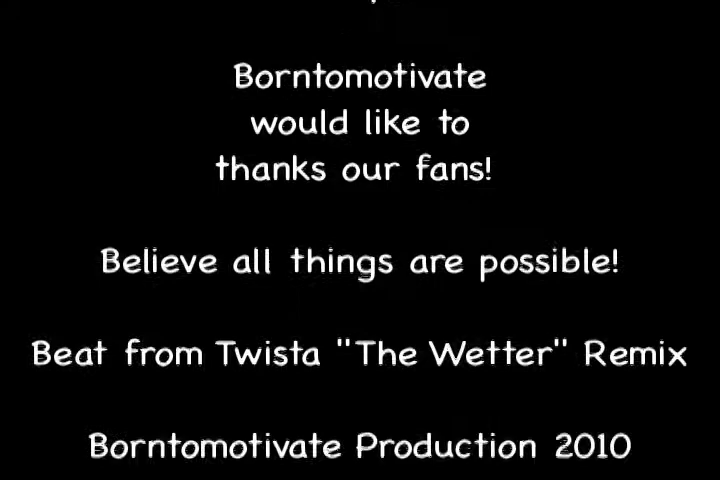 Borntomotivate
would like to
thanks our fans!
Believe all things are possible!
Beat from Twista "The Wetter" Remix
Borntomotivate Production 2010